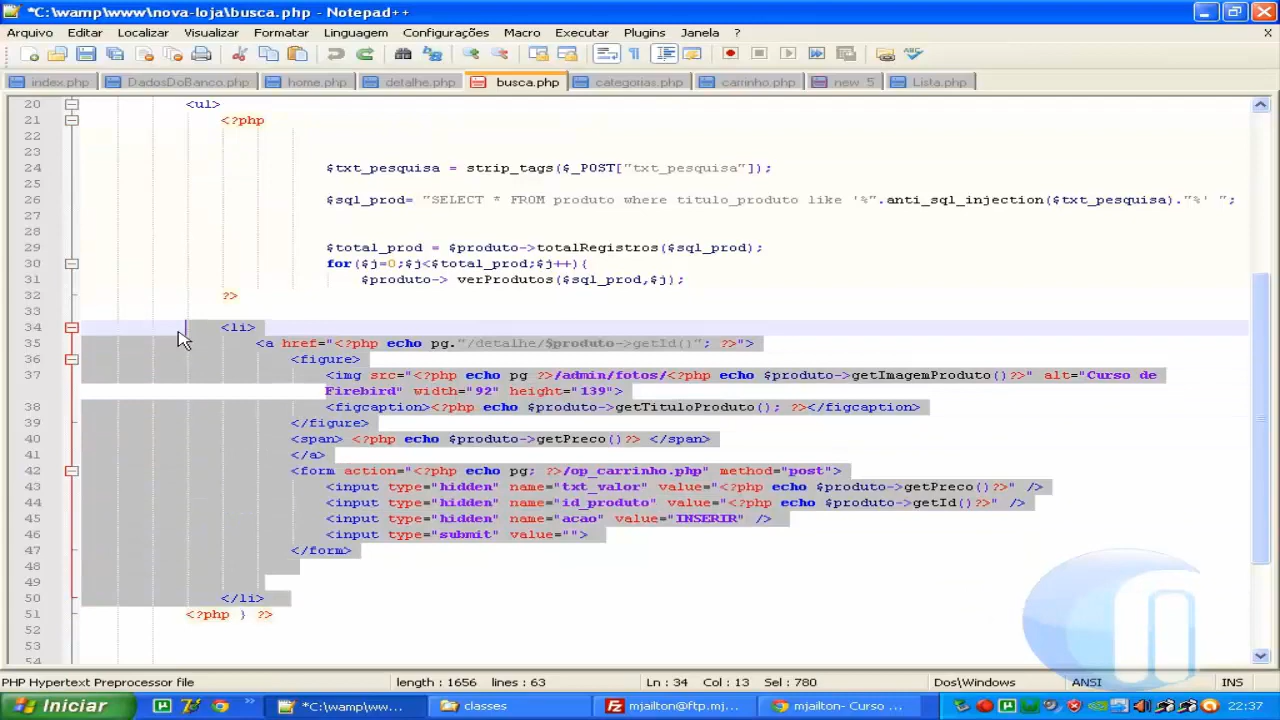 *C:\wamp\www\nova-loja\busca.php - Notepad++
Arquivo Editar Localizar Visualizar Formatar Linguagem Configurações Macro Executar Plugins Janela ? X
index.php DadosDoBanco.php home.php detalhe.php busca.php categorias.php carrinho.php new 5 Lista.php
20 <ul>
21 <?php
22
23
24 $txt_pesquisa = strip_tags($_POST["txt_pesquisa"]);
25
26 $sql_prod= "SELECT * FROM produto where titulo_produto like '%".anti_sql_injection($txt_pesquisa)."%' ";
27
28
29 $total_prod = $produto->totalRegistros($sql_prod);
30 for($j=0;$j<$total_prod;$j++){
31 $produto-> verProdutos($sql_prod,$j);
32 ?>
33
34 <li>
35 <a href="<?php echo pg."/detalhe/$produto->getId()"; ?>">
36 <figure>
37 <img src="<?php echo pg ?>/admin/fotos/<?php echo $produto->getImagemProduto()?>" alt="Curso de
Firebird" width="92" height="139">
38 <figcaption><?php echo $produto->getTituloProduto(); ?></figcaption>
39 </figure>
40 <span> <?php echo $produto->getPreco()?> </span>
41 </a>
42 <form action="<?php echo pg; ?>/op_carrinho.php" method="post">
43 <input type="hidden" name="txt_valor" value="<?php echo $produto->getPreco()?>" />
44 <input type="hidden" name="id_produto" value="<?php echo $produto->getId()?>" />
45 <input type="hidden" name="acao" value="INSERIR" />
46 <input type="submit" value="">
47 </form>
48
49
50 </li>
51 <?php } ?>
52
53
54
PHP Hypertext Preprocessor file length : 1656 lines : 63 Ln : 34 Col : 13 Sel : 780 Dos\Windows ANSI INS
Iniciar » *C:\wamp\ww... classes mjailton@ftp.mj... mjailton- Curso ... 22:37